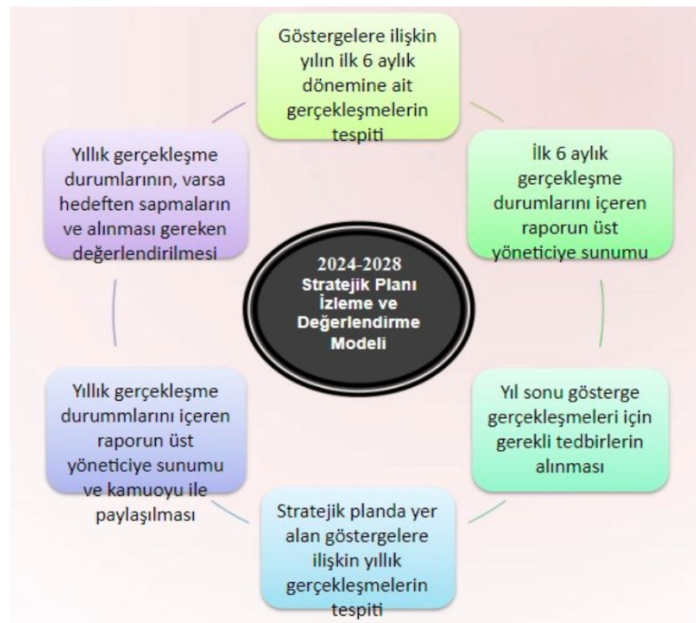 Göstergelere ilişkin
yılın ilk 6 aylık
dönemine ait
gerçekleşmelerin
tespiti
İlk 6 aylık
gerçekleşme
durumlarını içeren
raporun üst
yöneticiye sunumu
Yıl sonu gösterge
gerçekleşmeleri için
gerekli tedbirlerin
alınması
Stratejik planda yer
alan göstergelere
ilişkin yıllık
gerçekleşmelerin
tespiti
Yıllık gerçekleşme
durummlarını içeren
raporun üst
yöneticiye sunumu
ve kamuoyu ile
paylaşılması
Yıllık gerçekleşme
durumlarının, varsa
hedeften sapmaların
ve alınması gereken
değerlendirilmesi
2024-2028
Stratejik Planı
İzleme ve
Değerlendirme
Modeli